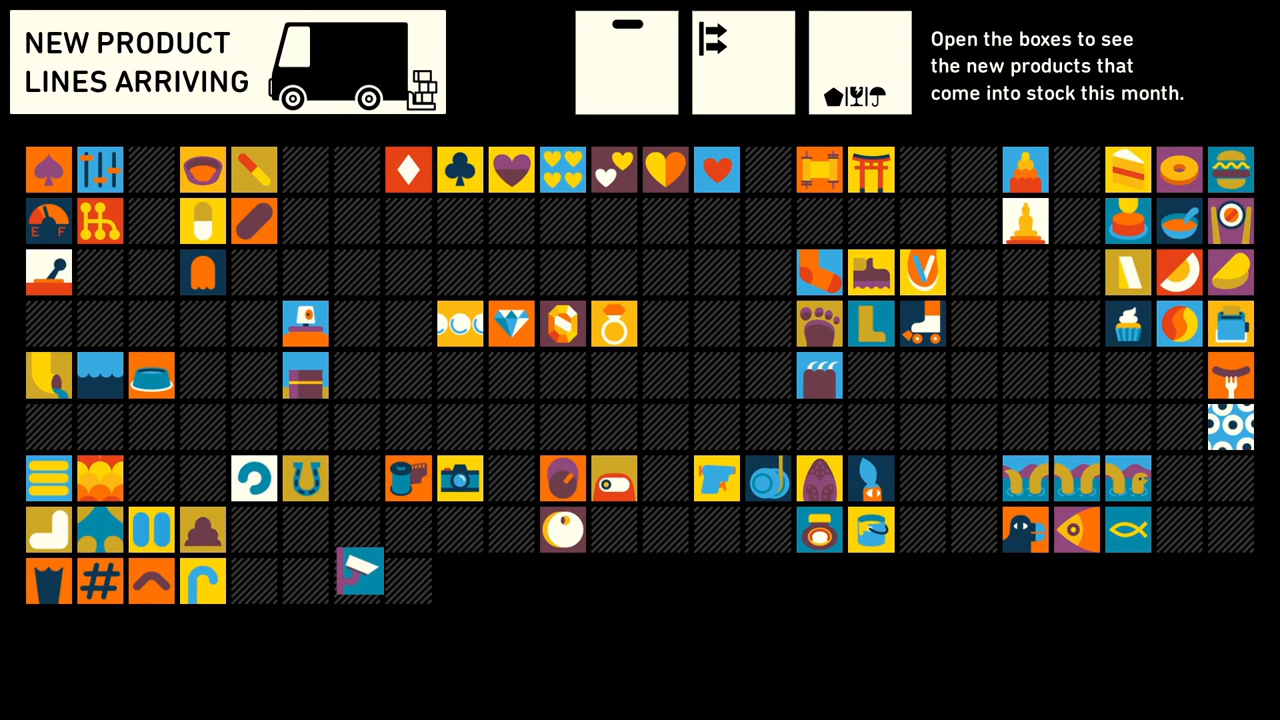 NEW PRODUCT
LINES ARRIVING
Open the boxes to see
the new products that
come into stock this month.
E F
#